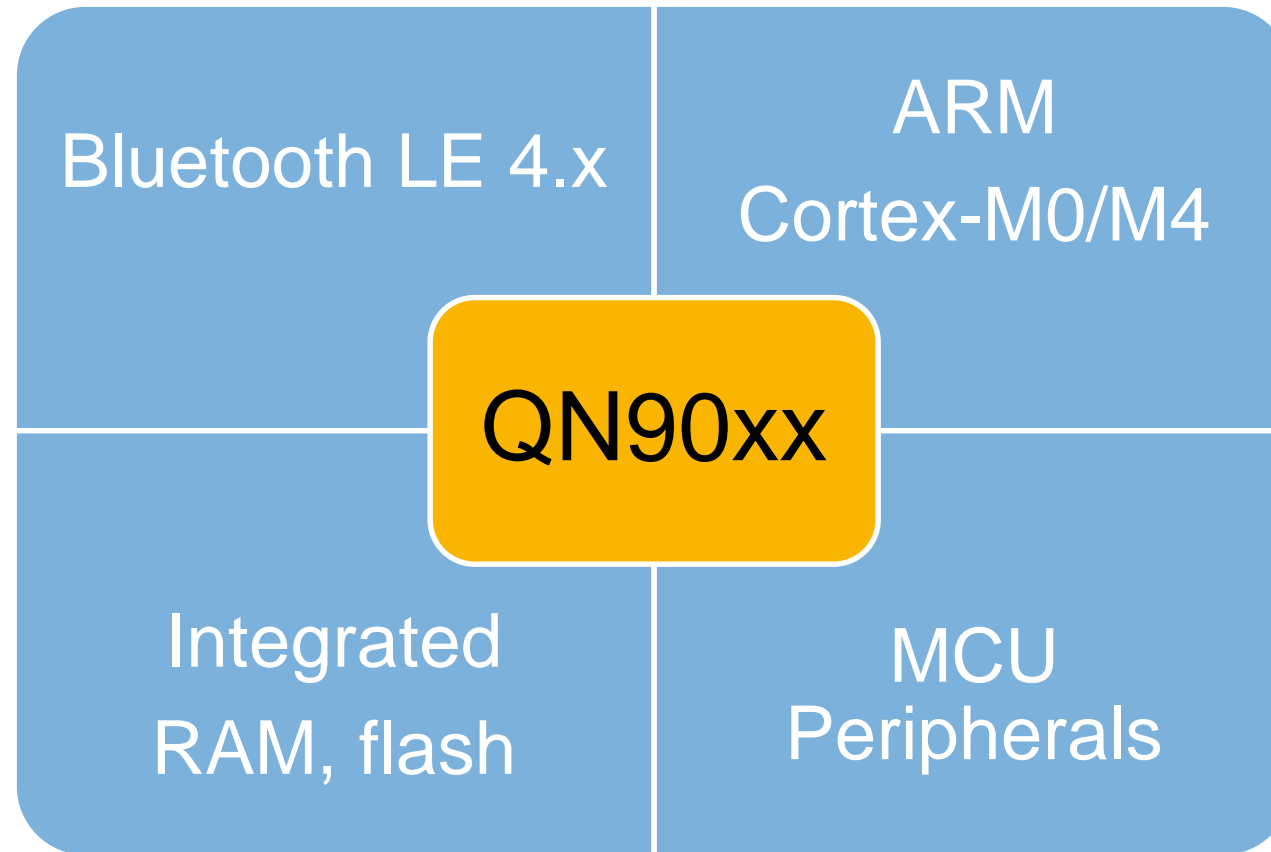 Bluetooth LE 4.x
ARM
Cortex-M0/M4
QN90xx
Integrated
RAM, flash
MCU
Peripherals